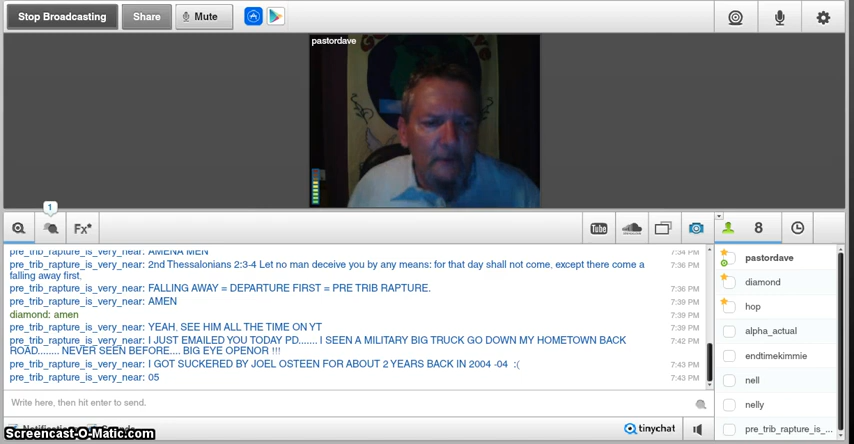 Stop Broadcasting
Share
Mute
pastordave
1
Fx*
You Tube
8
pre_trib_rapture_is_very_near: AMENA MEN 7:34 PM
pre_trib_rapture_is_very_near: 2nd Thessalonians 2:3-4 Let no man deceive you by any means: for that day shall not come, except there come a 7:36 PM
falling away first,
pre_trib_rapture_is_very_near: FALLING AWAY = DEPARTURE FIRST = PRE TRIB RAPTURE. 7:36 PM
pre_trib_rapture_is_very_near: AMEN 7:39 PM
diamond: amen 7:39 PM
pre_trib_rapture_is_very_near: YEAH, SEE HIM ALL THE TIME ON YT 7:39 PM
pre_trib_rapture_is_very_near: I JUST EMAILED YOU TODAY PD....... I SEEN A MILITARY BIG TRUCK GO DOWN MY HOMETOWN BACK 7:42 PM
ROAD........ NEVER SEEN BEFORE.... BIG EYE OPENOR !!!
pre_trib_rapture_is_very_near: I GOT SUCKERED BY JOEL OSTEEN FOR ABOUT 2 YEARS BACK IN 2004 -04 :( 7:43 PM
pre_trib_rapture_is_very_near: 05 7:43 PM
Write here, then hit enter to send.
tinychat
pastordave
diamond
hop
alpha_actual
endtimekimmie
nell
nelly
pre_trib_rapture_is_...
Screencast-O-Matic.com